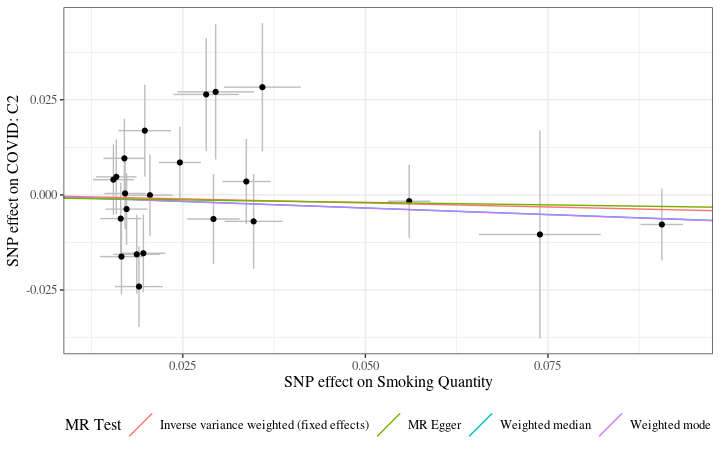 SNP effect on COVID: C2
0.025
0.000
-0.025
0.025
0.050
0.075
SNP effect on Smoking Quantity
MR Test
Inverse variance weighted (fixed effects)
MR Egger
Weighted median
Weighted mode